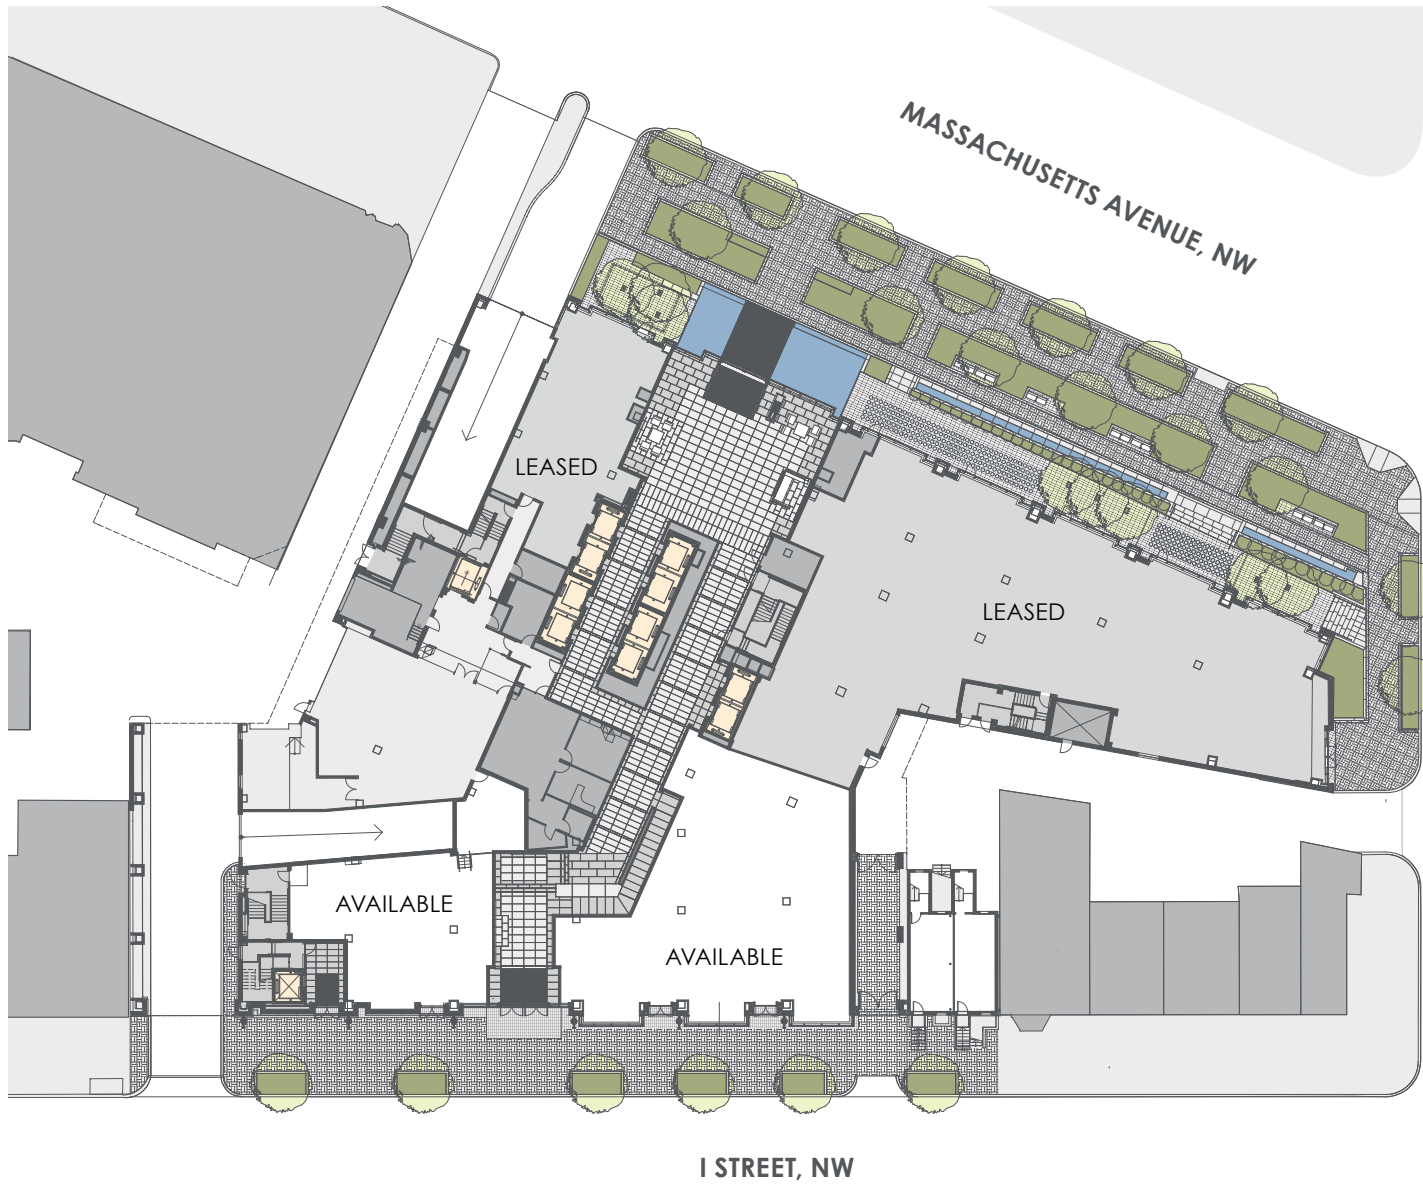 MASSACHUSETTS AVENUE, NW
LEASED
LEASED
AVAILABLE
AVAILABLE
I STREET, NW